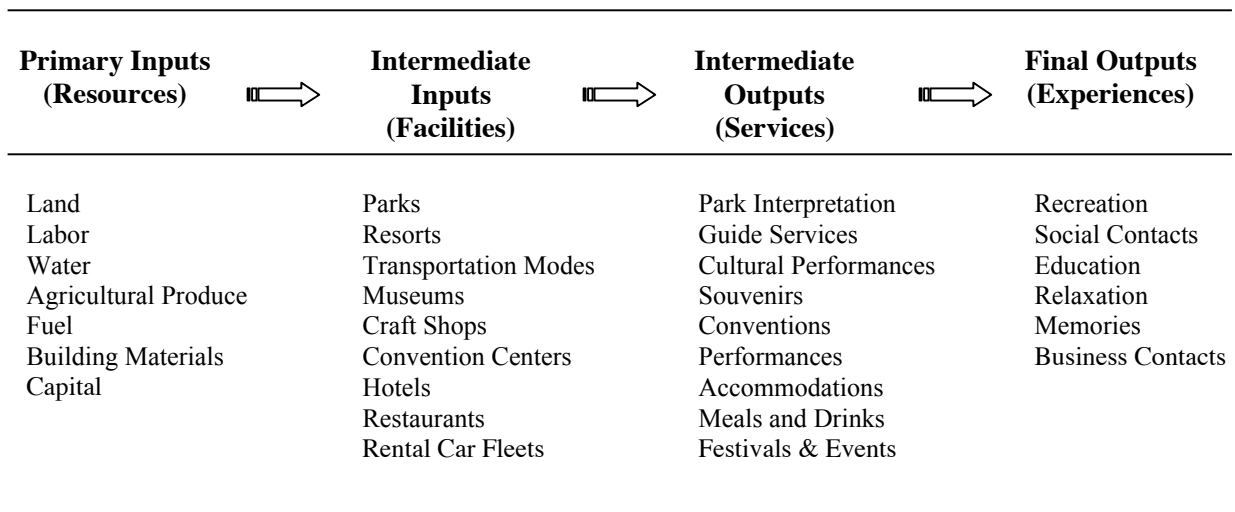 Primary Inputs
(Resources)
Intermediate
Inputs
(Facilities)
Intermediate
Outputs
(Services)
Final Outputs
(Experiences)
Land
Labor
Water
Agricultural Produce
Fuel
Building Materials
Capital
Parks
Resorts
Transportation Modes
Museums
Craft Shops
Convention Centers
Hotels
Restaurants
Rental Car Fleets
Park Interpretation
Guide Services
Cultural Performances
Souvenirs
Conventions
Performances
Accommodations
Meals and Drinks
Festivals & Events
Recreation
Social Contacts
Education
Relaxation
Memories
Business Contacts